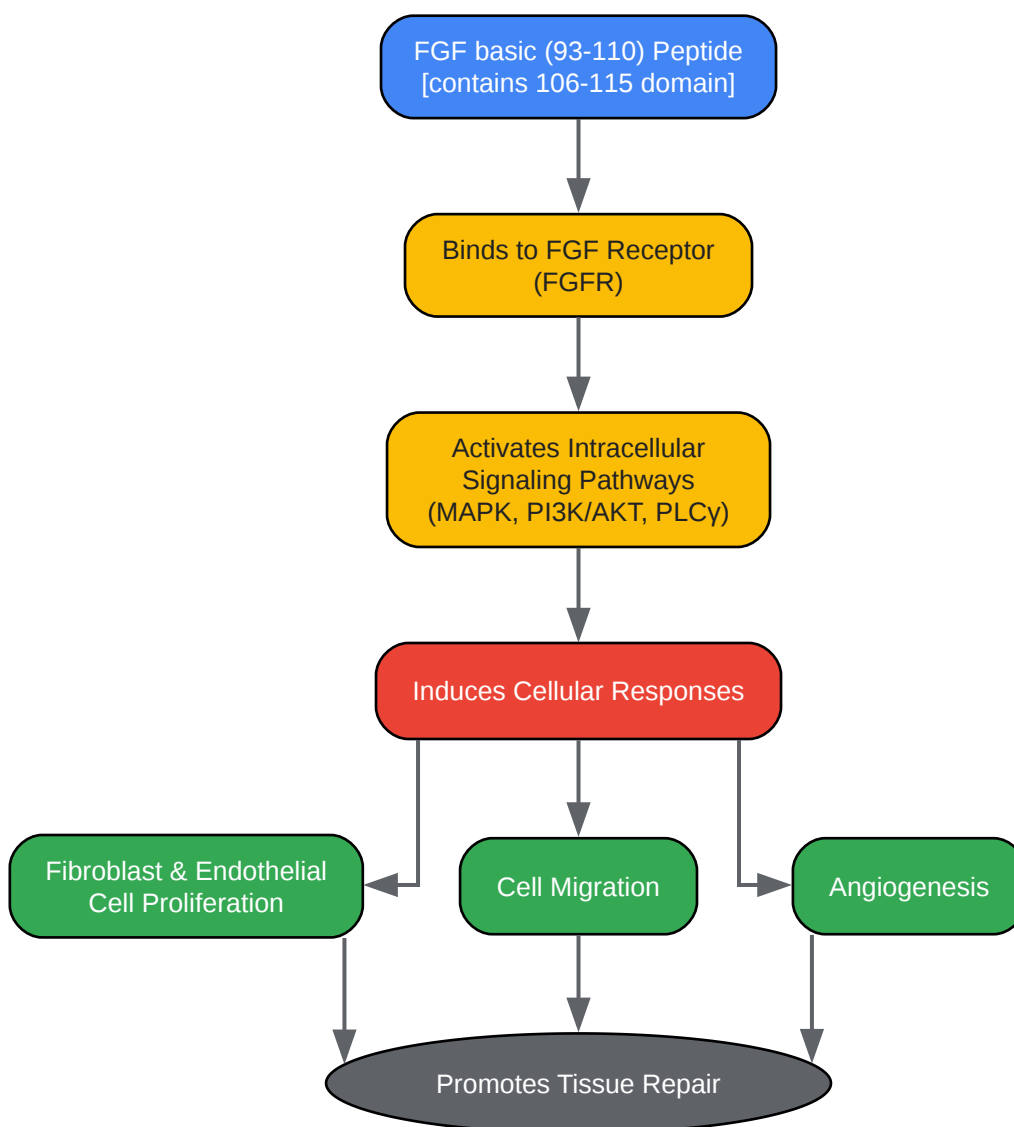 FGF basic (93-110) Peptide
[contains 106-115 domain]
Binds to FGF Receptor
(FGFR)
Activates Intracellular
Signaling Pathways
(MAPK, PI3K/AKT, PLCγ)
Induces Cellular Responses
Fibroblast & Endothelial
Cell Proliferation
Cell Migration
Angiogenesis
Promotes Tissue Repair